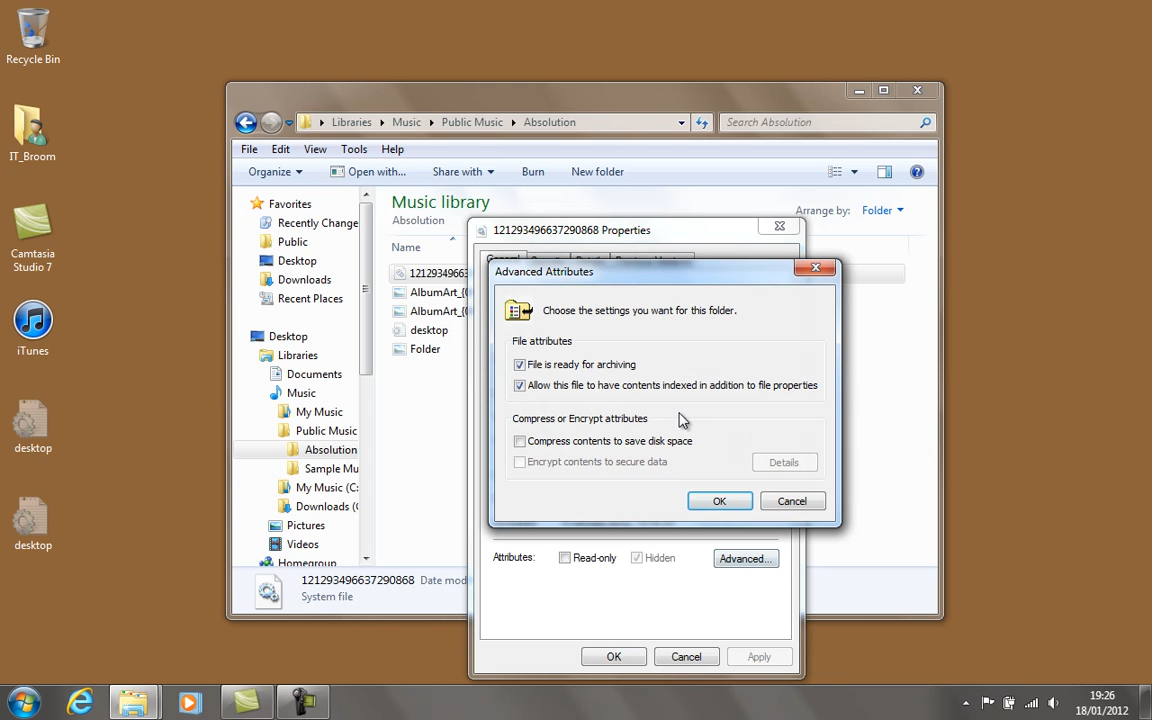 Recycle Bin
IT_Broom
Camtasia
Studio 7
iTunes
desktop
desktop
Libraries
Music
Public Music
Absolution
Search Absolution
File Edit View Tools Help
Organize
Open with...
Share with
Burn
New folder
Favorites
Recently Change
Public
Desktop
Downloads
Recent Places
Desktop
Libraries
Documents
Music
My Music
Public Music
Absolution
Sample Mu
My Music (C:
Downloads (
Pictures
Videos
Homegroup
Music library
Absolution
Arrange by: Folder
Name
1212934966
AlbumArt_{
AlbumArt_{
desktop
Folder
121293496637290868 Date mod
System file
121293496637290868 Properties
General
Advanced Attributes
Choose the settings you want for this folder.
File attributes
File is ready for archiving
Allow this file to have contents indexed in addition to file properties
Compress or Encrypt attributes
Compress contents to save disk space
Encrypt contents to secure data
Details
OK
Cancel
Attributes:
Read-only
Hidden
Advanced...
OK
Cancel
Apply
19:26
18/01/2012